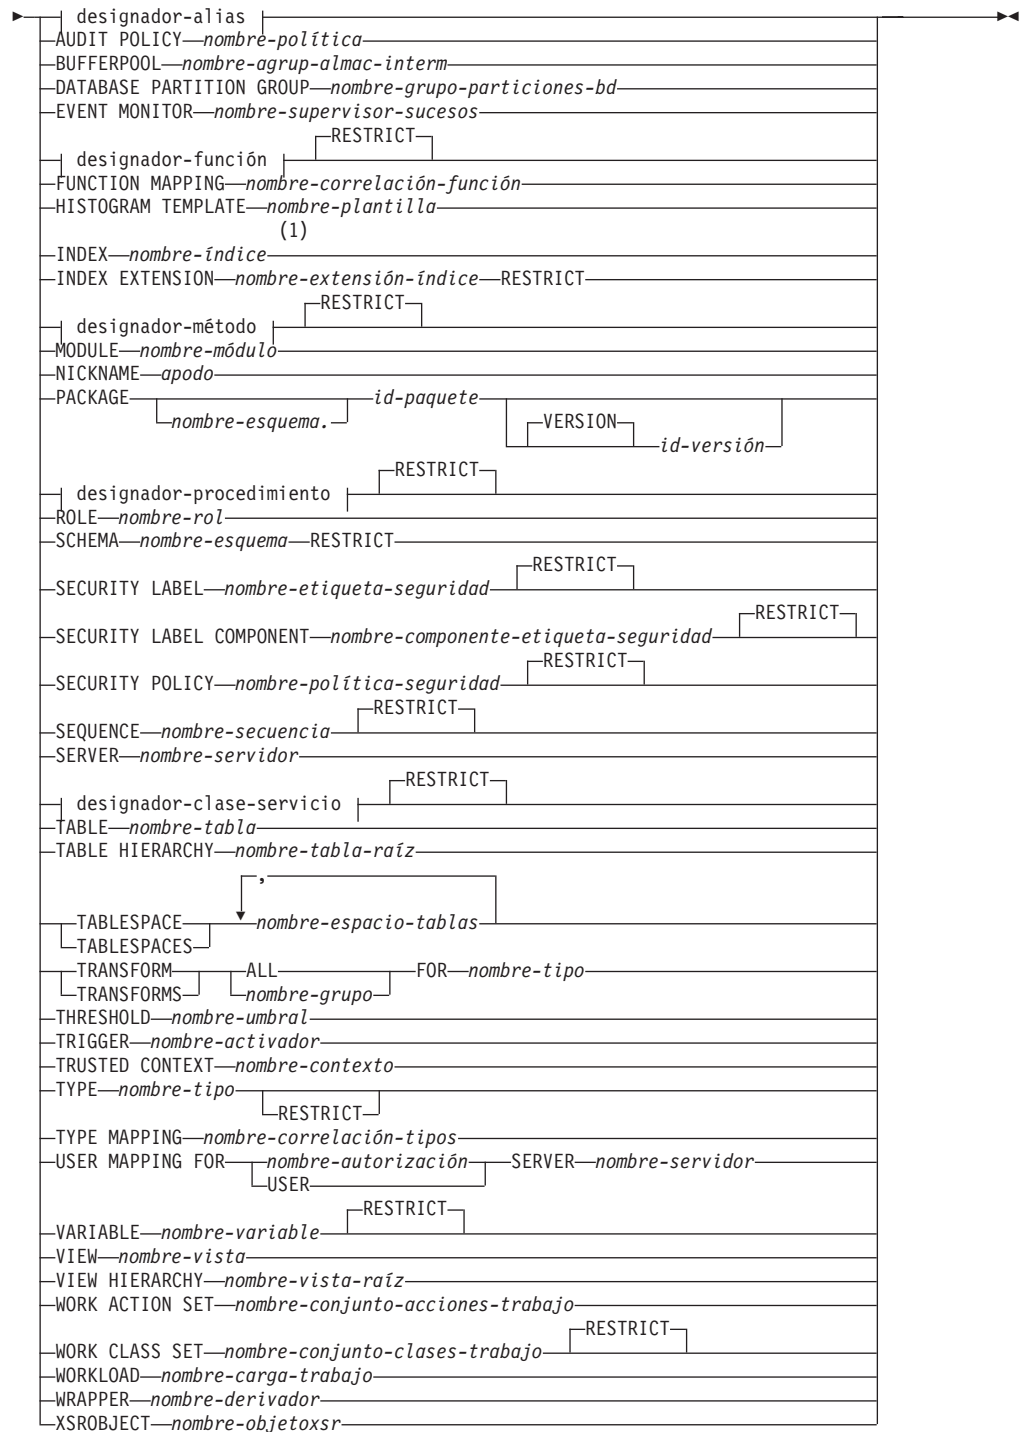 designador-alias
AUDIT POLICY nombre-política
BUFFERPOOL nombre-agrup-almac-interm
DATABASE PARTITION GROUP nombre-grupo-particiones-bd
EVENT MONITOR nombre-supervisor-sucesos
RESTRICT
designador-función
FUNCTION MAPPING nombre-correlación-función
HISTOGRAM TEMPLATE nombre-plantilla
(1)
INDEX nombre-índice
INDEX EXTENSION nombre-extensión-índice RESTRICT
RESTRICT
designador-método
MODULE nombre-módulo
NICKNAME apodo
PACKAGE id-paquete
nombre-esquema. VERSION
id-versión
RESTRICT
designador-procedimiento
ROLE nombre-rol
SCHEMA nombre-esquema RESTRICT
RESTRICT
SECURITY LABEL nombre-etiqueta-seguridad
RESTRICT
SECURITY LABEL COMPONENT nombre-componente-etiqueta-seguridad
RESTRICT
SECURITY POLICY nombre-política-seguridad
RESTRICT
SEQUENCE nombre-secuencia
SERVER nombre-servidor
RESTRICT
designador-clase-servicio
TABLE nombre-tabla
TABLE HIERARCHY nombre-tabla-raíz
,
TABLESPACE nombre-espacio-tablas
TABLESPACES
TRANSFORM ALL FOR nombre-tipo
TRANSFORMS nombre-grupo
THRESHOLD nombre-umbral
TRIGGER nombre-activador
TRUSTED CONTEXT nombre-contexto
TYPE nombre-tipo
RESTRICT
TYPE MAPPING nombre-correlación-tipos
USER MAPPING FOR nombre-autorización SERVER nombre-servidor
USER
RESTRICT
VARIABLE nombre-variable
VIEW nombre-vista
VIEW HIERARCHY nombre-vista-raíz
WORK ACTION SET nombre-conjunto-acciones-trabajo
RESTRICT
WORK CLASS SET nombre-conjunto-clases-trabajo
WORKLOAD nombre-carga-trabajo
WRAPPER nombre-derivador
XSROBJECT nombre-objetoxsr